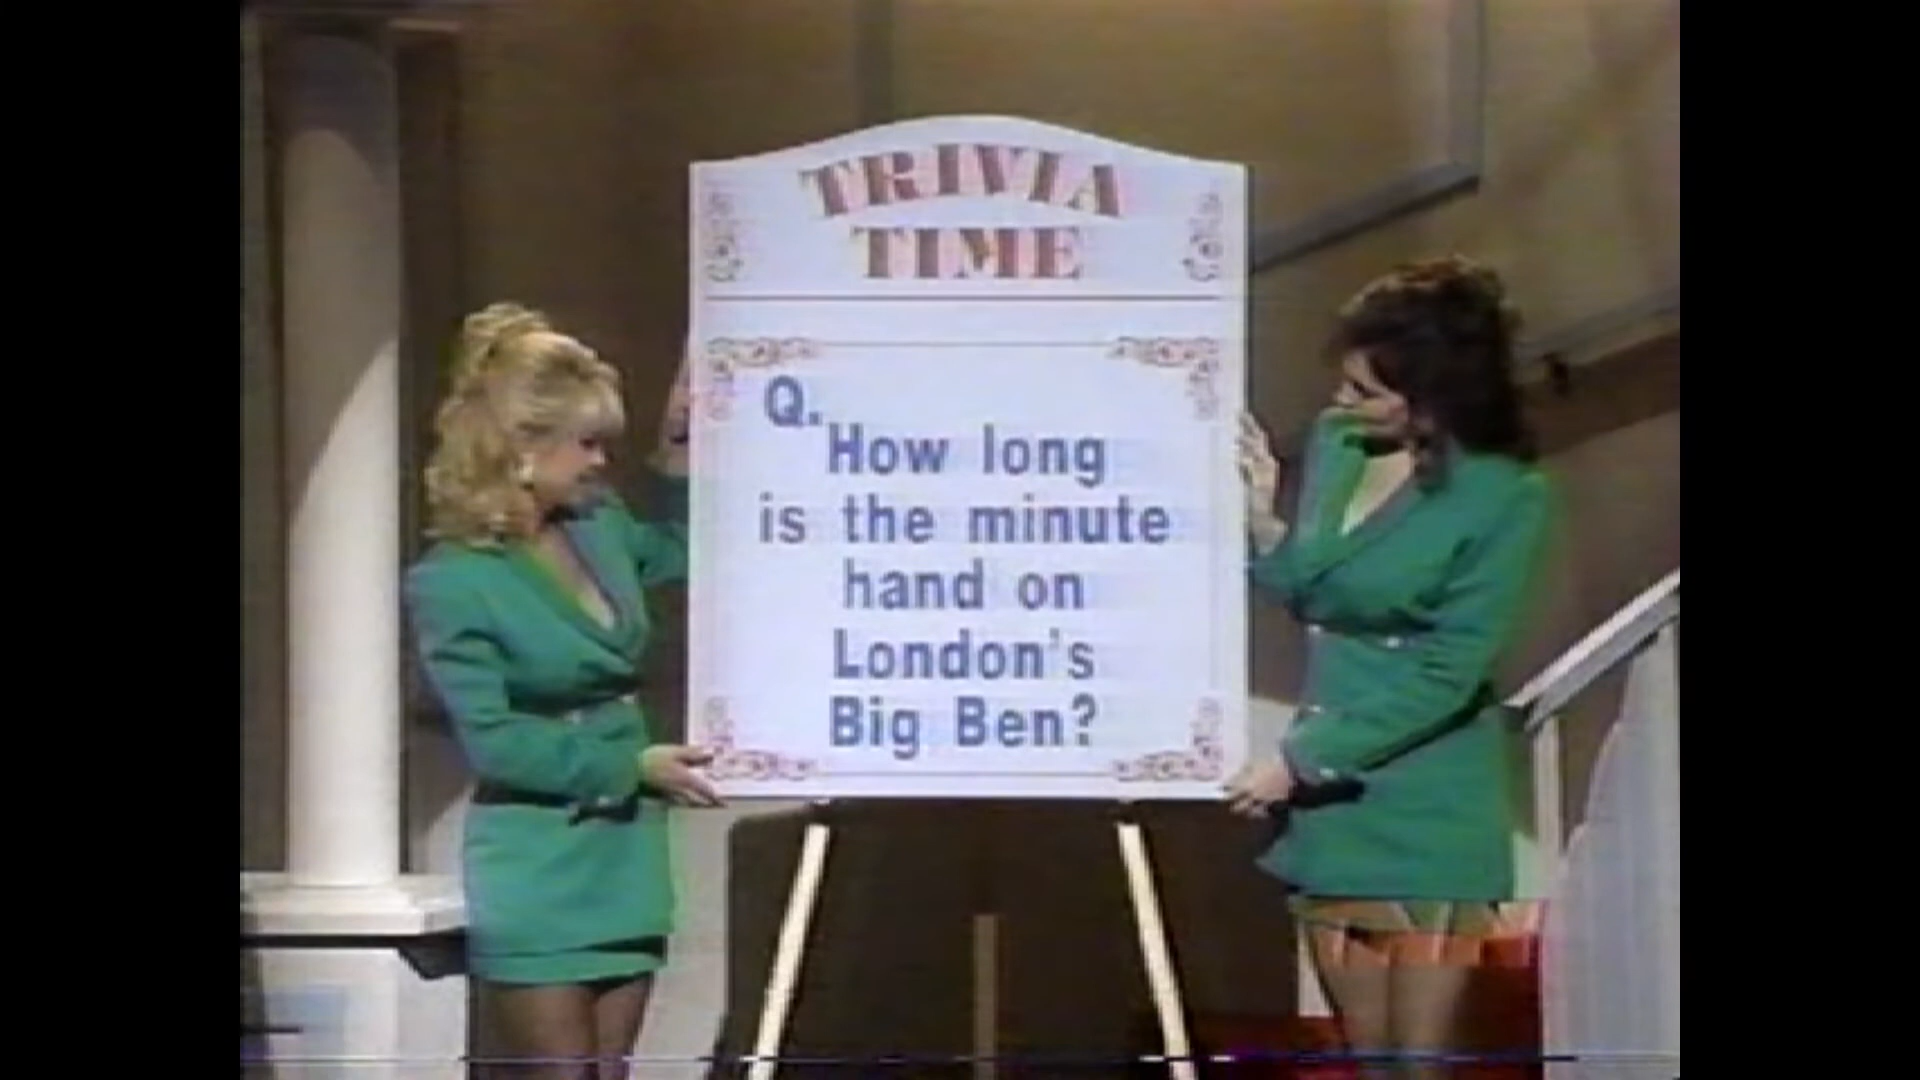 TRIVIA
TIME
Q.
How long
is the minute
hand on
London's
Big Ben?